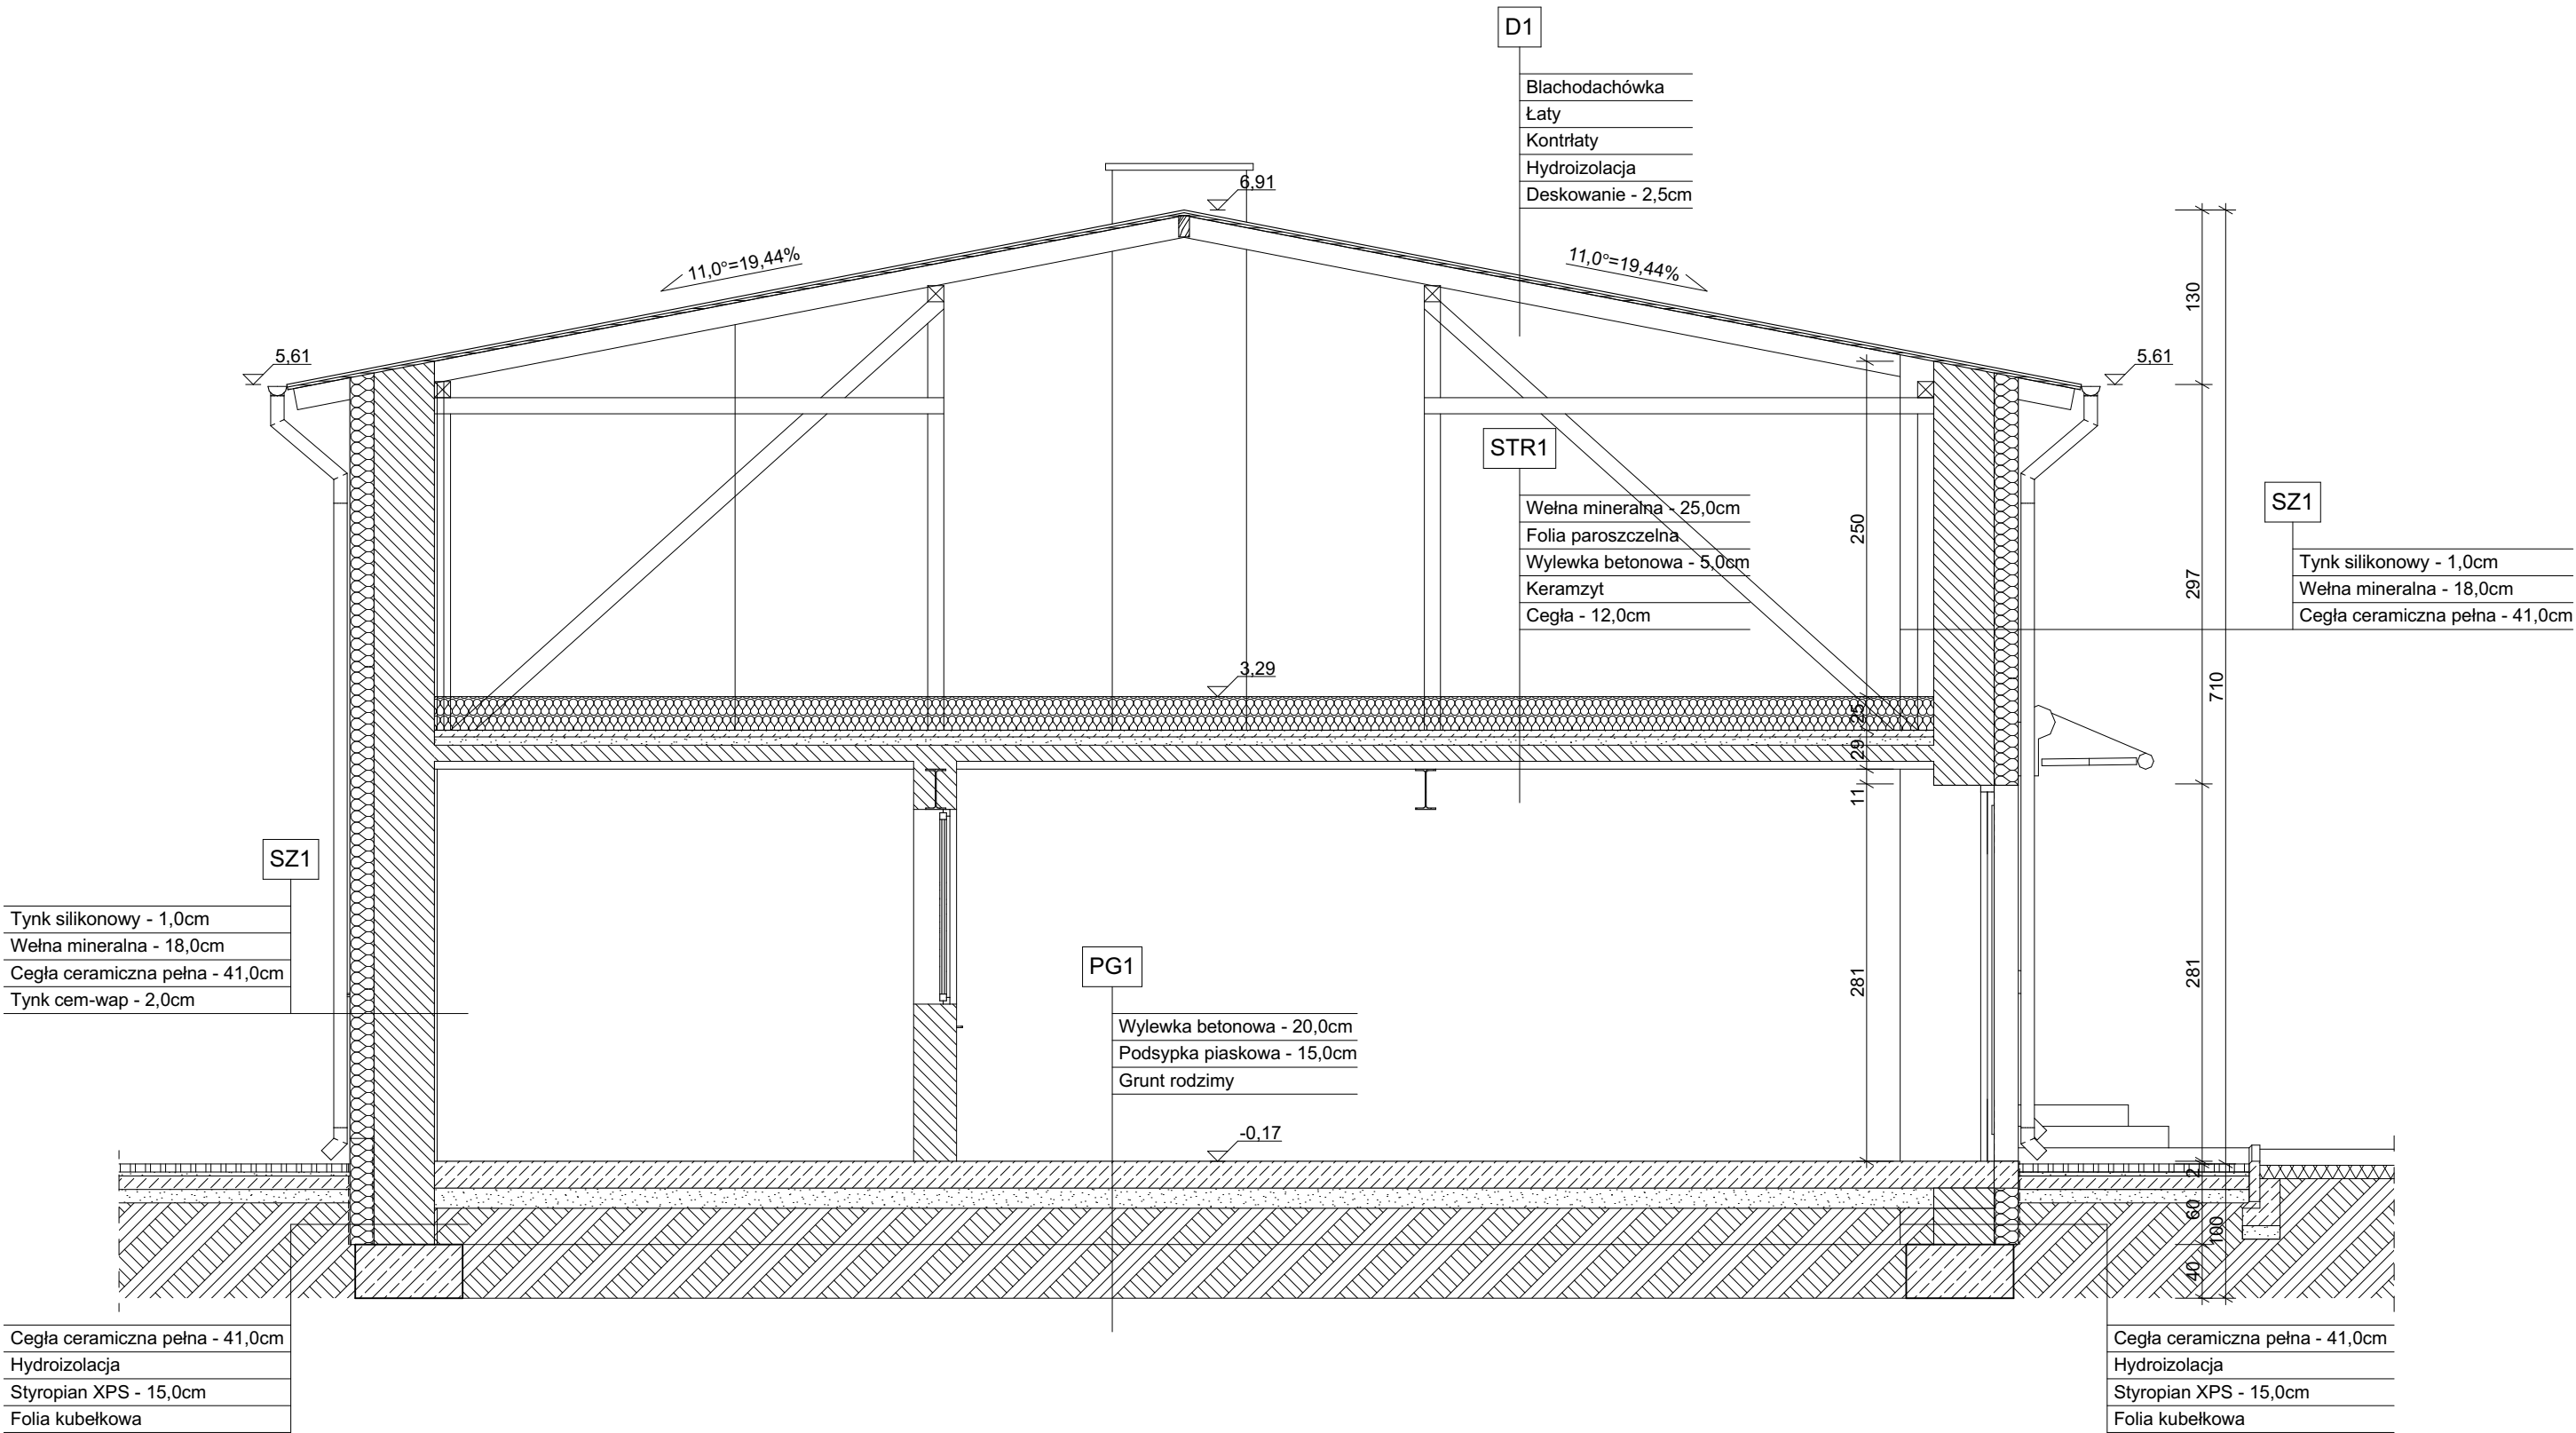 D1
Blachodachówka
Łaty
Kontrłaty
Hydroizolacja
Deskowanie - 2,5cm
6,91
11,0°=19,44%
11,0°=19,44%
5,61
5,61
130
STR1
Wełna mineralna - 25,0cm
Folia paroszczelna
Wylewka betonowa - 5,0cm
Keramzyt
Cegła - 12,0cm
250
297
710
SZ1
Tynk silikonowy - 1,0cm
Wełna mineralna - 18,0cm
Cegła ceramiczna pełna - 41,0cm
3,29
25
29
11
SZ1
Tynk silikonowy - 1,0cm
Wełna mineralna - 18,0cm
Cegła ceramiczna pełna - 41,0cm
Tynk cem-wap - 2,0cm
PG1
Wylewka betonowa - 20,0cm
Podsypka piaskowa - 15,0cm
Grunt rodzimy
281
281
-0,17
2
60
100
40
Cegła ceramiczna pełna - 41,0cm
Hydroizolacja
Styropian XPS - 15,0cm
Folia kubełkowa
Cegła ceramiczna pełna - 41,0cm
Hydroizolacja
Styropian XPS - 15,0cm
Folia kubełkowa